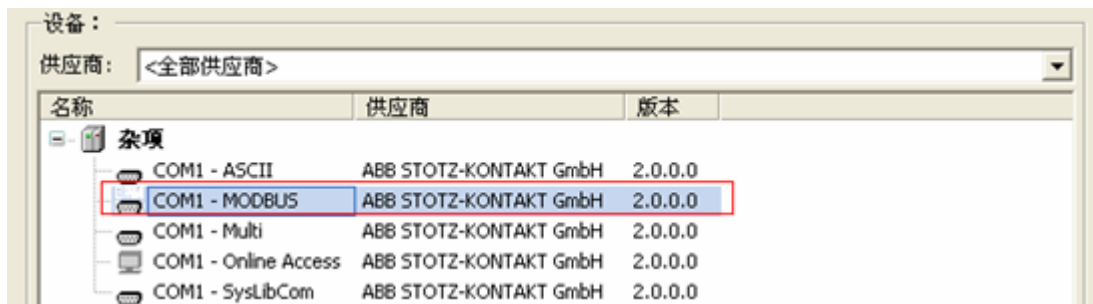 设备：
供应商： <全部供应商>
名称 供应商 版本
杂项
COM1 - ASCII ABB STOTZ-KONTAKT GmbH 2.0.0.0
COM1 - MODBUS ABB STOTZ-KONTAKT GmbH 2.0.0.0
COM1 - Multi ABB STOTZ-KONTAKT GmbH 2.0.0.0
COM1 - Online Access ABB STOTZ-KONTAKT GmbH 2.0.0.0
COM1 - SysLibCom ABB STOTZ-KONTAKT GmbH 2.0.0.0